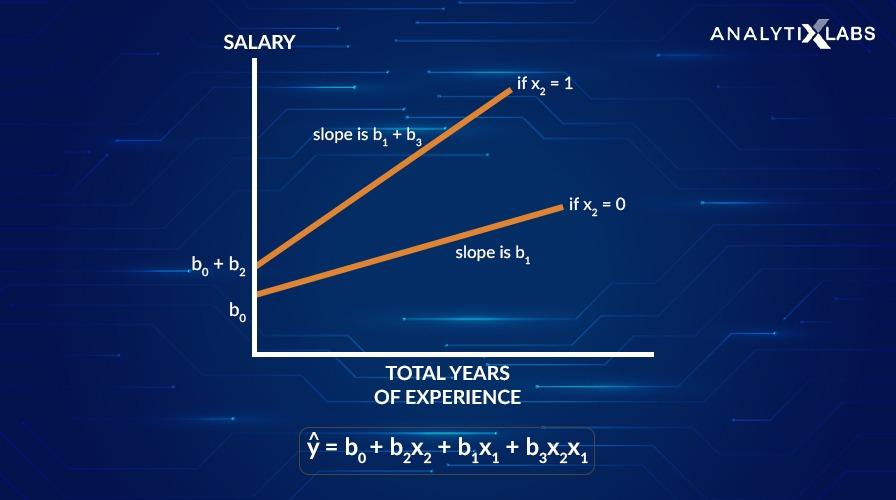 ANALYTIXLABS
SALARY
if x₂ = 1
slope is b₁ + b₃
if x₂ = 0
slope is b₁
b₀ + b₂
b₀
TOTAL YEARS
OF EXPERIENCE
ŷ = b₀ + b₂x₂ + b₁x₁ + b₃x₂x₁